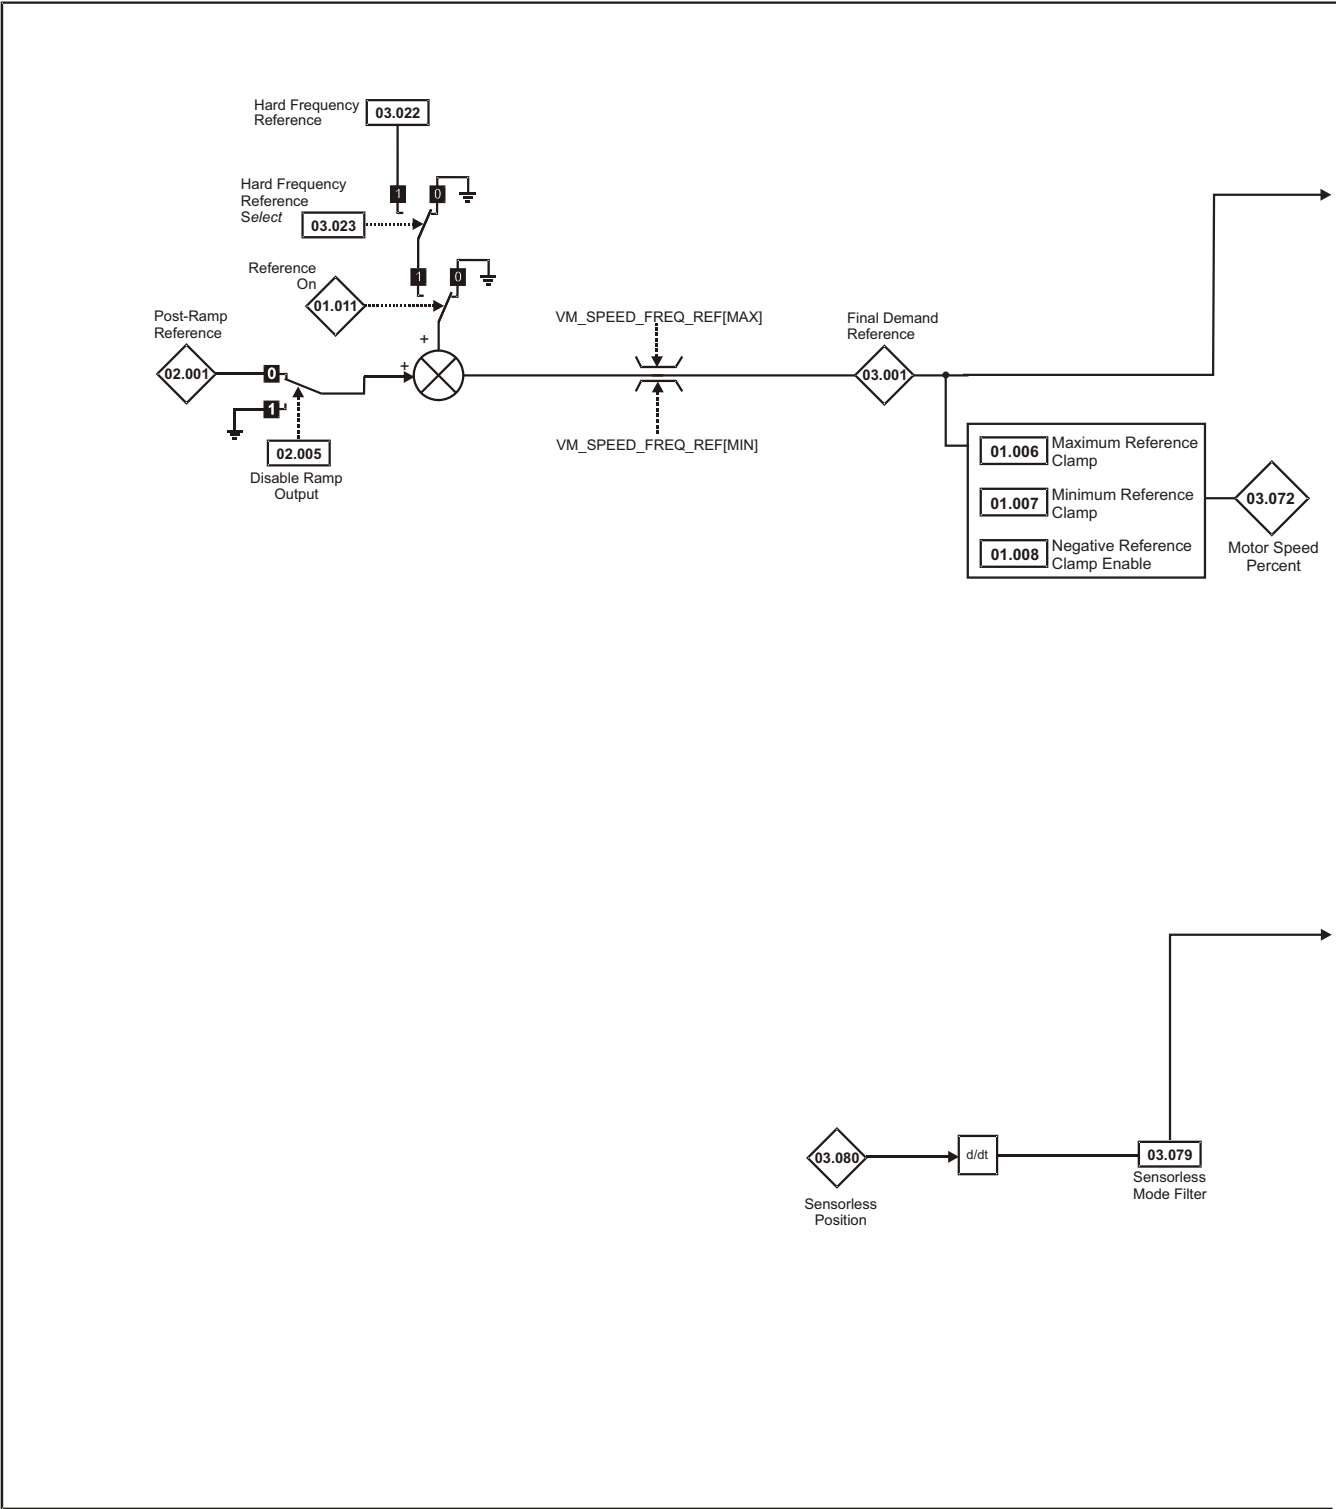 Hard Frequency
Reference
03.022
1
0
Hard Frequency
Reference
Select
03.023
1
0
Reference
On
01.011
+
Post-Ramp
Reference
02.001
0
+
1
02.005
Disable Ramp
Output
VM_SPEED_FREQ_REF[MAX]
VM_SPEED_FREQ_REF[MIN]
Final Demand
Reference
03.001
01.006
Maximum Reference
Clamp
01.007
Minimum Reference
Clamp
01.008
Negative Reference
Clamp Enable
03.072
Motor Speed
Percent
03.080
Sensorless
Position
d/dt
03.079
Sensorless
Mode Filter